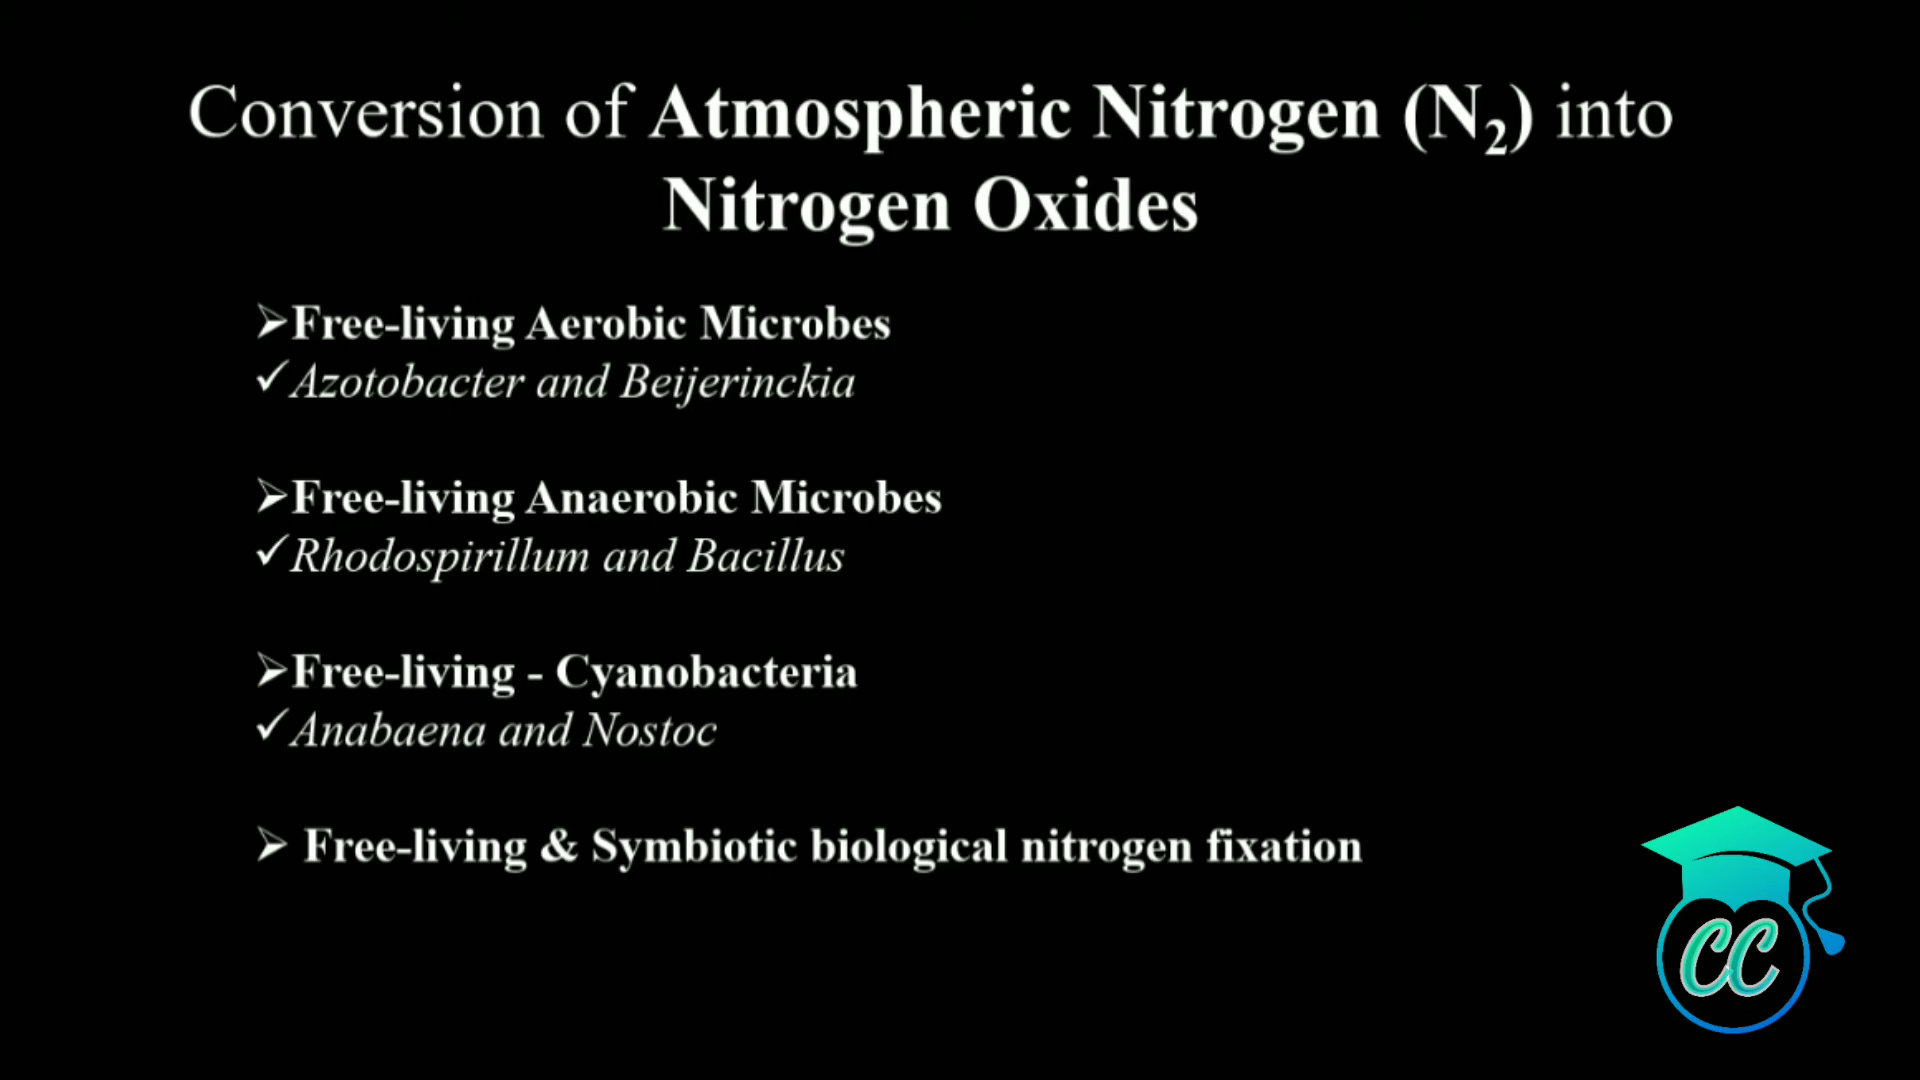 Conversion of Atmospheric Nitrogen (N₂) into
Nitrogen Oxides
➢Free-living Aerobic Microbes
✓Azotobacter and Beijerinckia
➢Free-living Anaerobic Microbes
✓Rhodospirillum and Bacillus
➢Free-living - Cyanobacteria
✓Anabaena and Nostoc
➢ Free-living & Symbiotic biological nitrogen fixation
CC